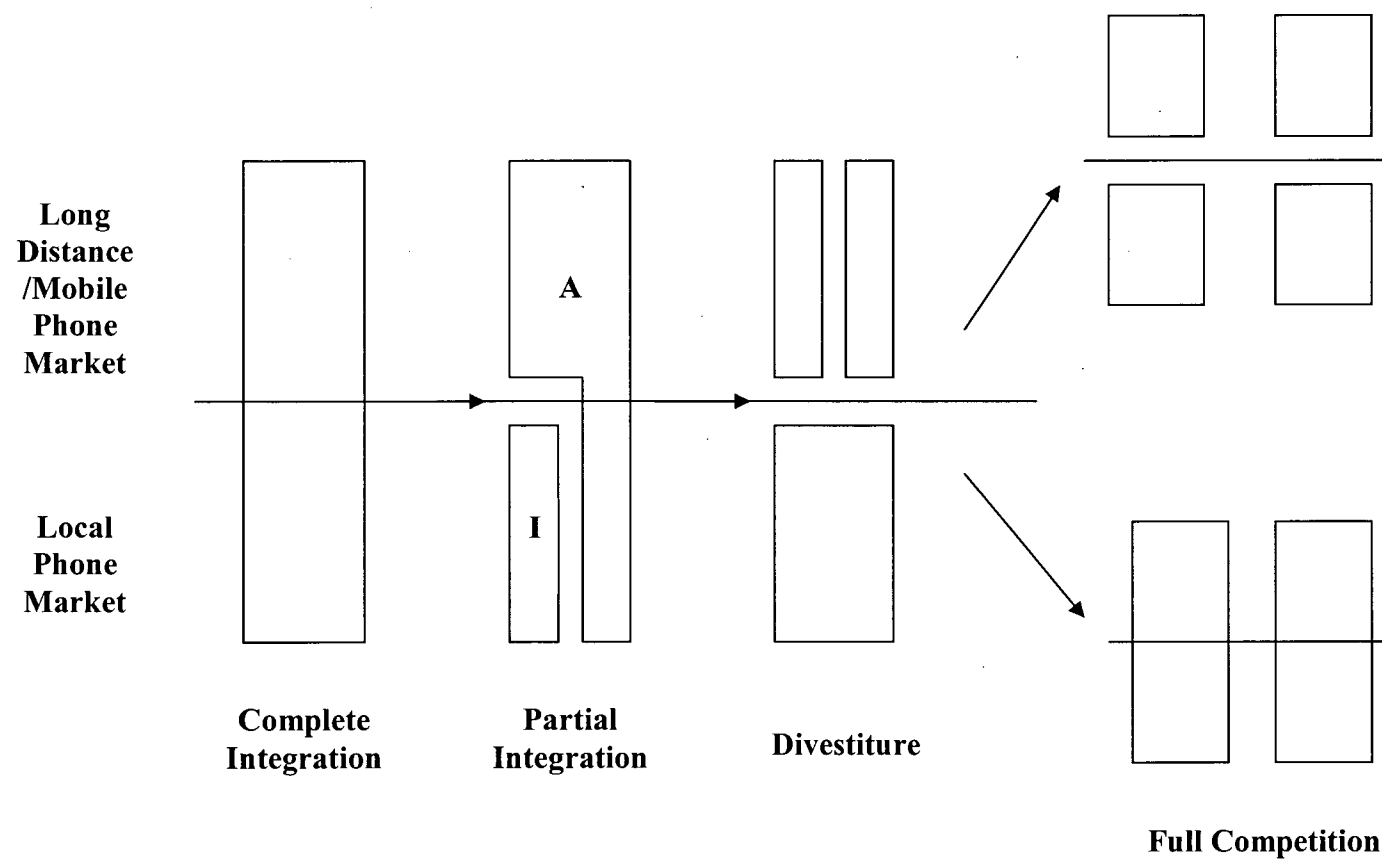 Long
Distance
/Mobile
Phone
Market
A
I
Local
Phone
Market
Complete
Integration
Partial
Integration
Divestiture
Full Competition